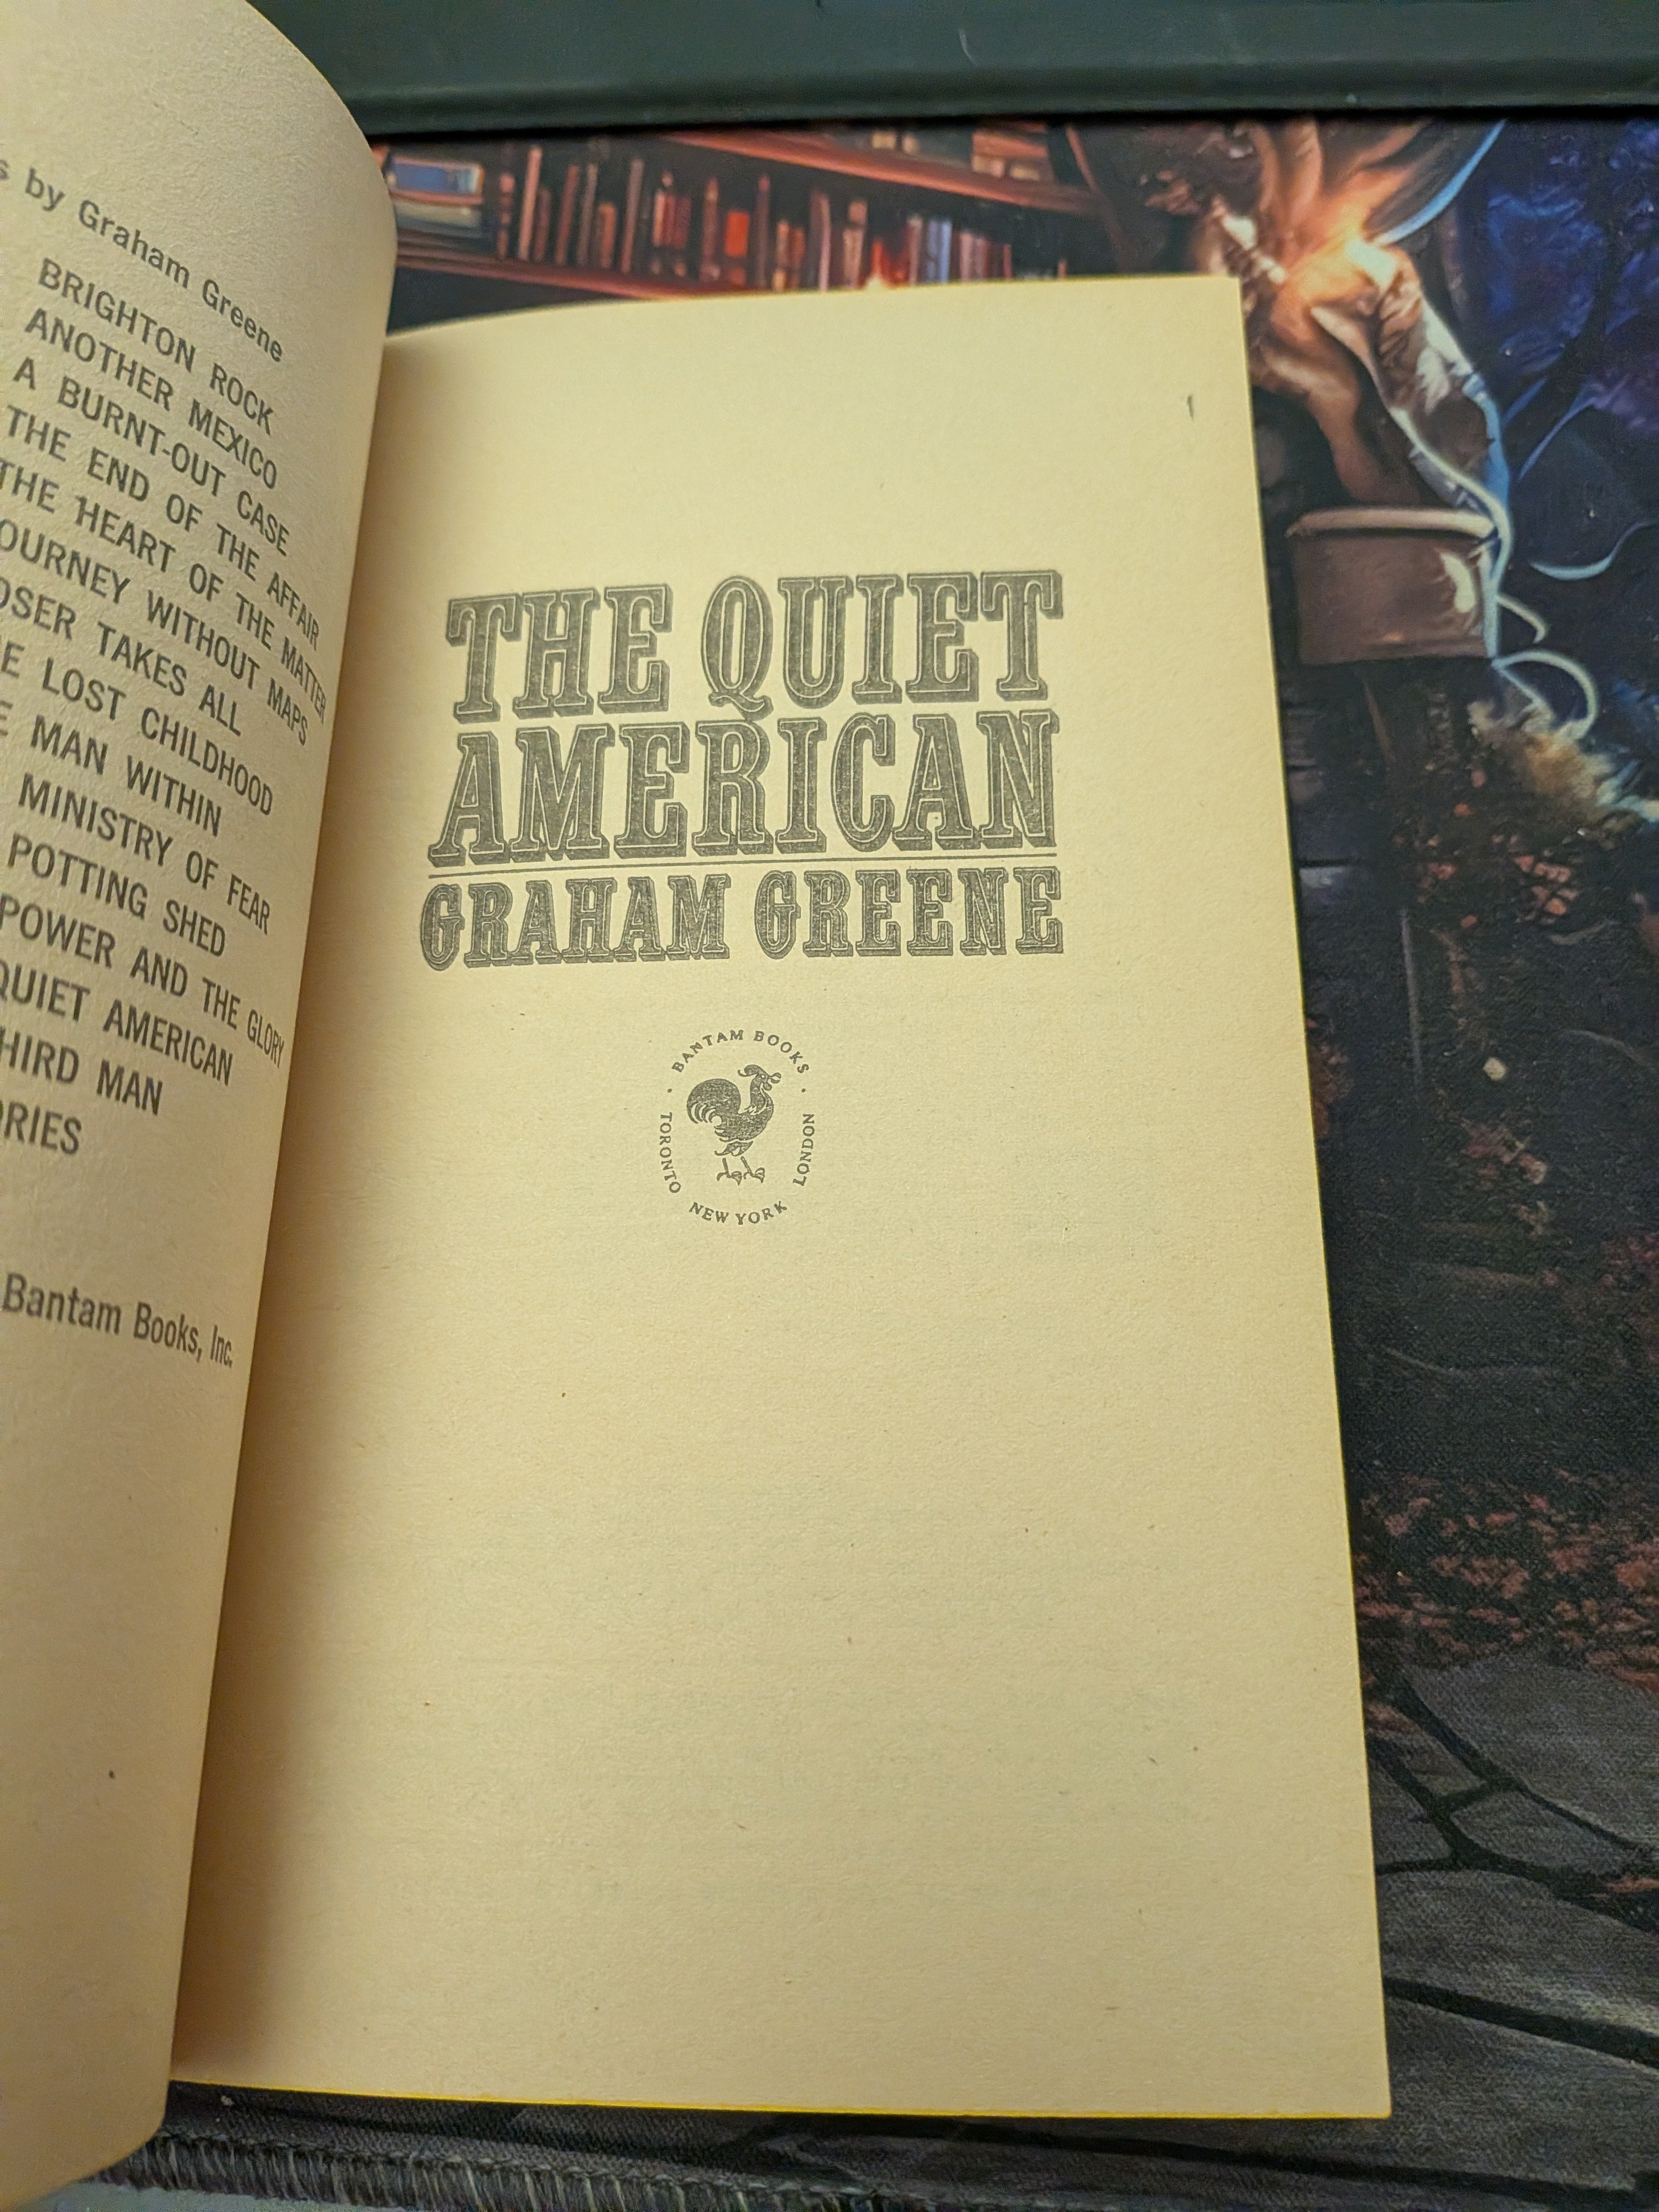 by Graham Greene
BRIGHTON ROCK
ANOTHER MEXICO
A BURNT-OUT CASE
THE END OF THE AFFAIR
THE HEART OF THE MATTER
OURNEY WITHOUT MAPS
OSER TAKES ALL
E LOST CHILDHOOD
E MAN WITHIN
MINISTRY OF FEAR
POTTING SHED
POWER AND THE GLORY
QUIET AMERICAN
HIRD MAN
ORIES
Bantam Books, Inc.
THE QUIET
AMERICAN
GRAHAM GREENE
BANTAM BOOKS
TORONTO · NEW YORK · LONDON